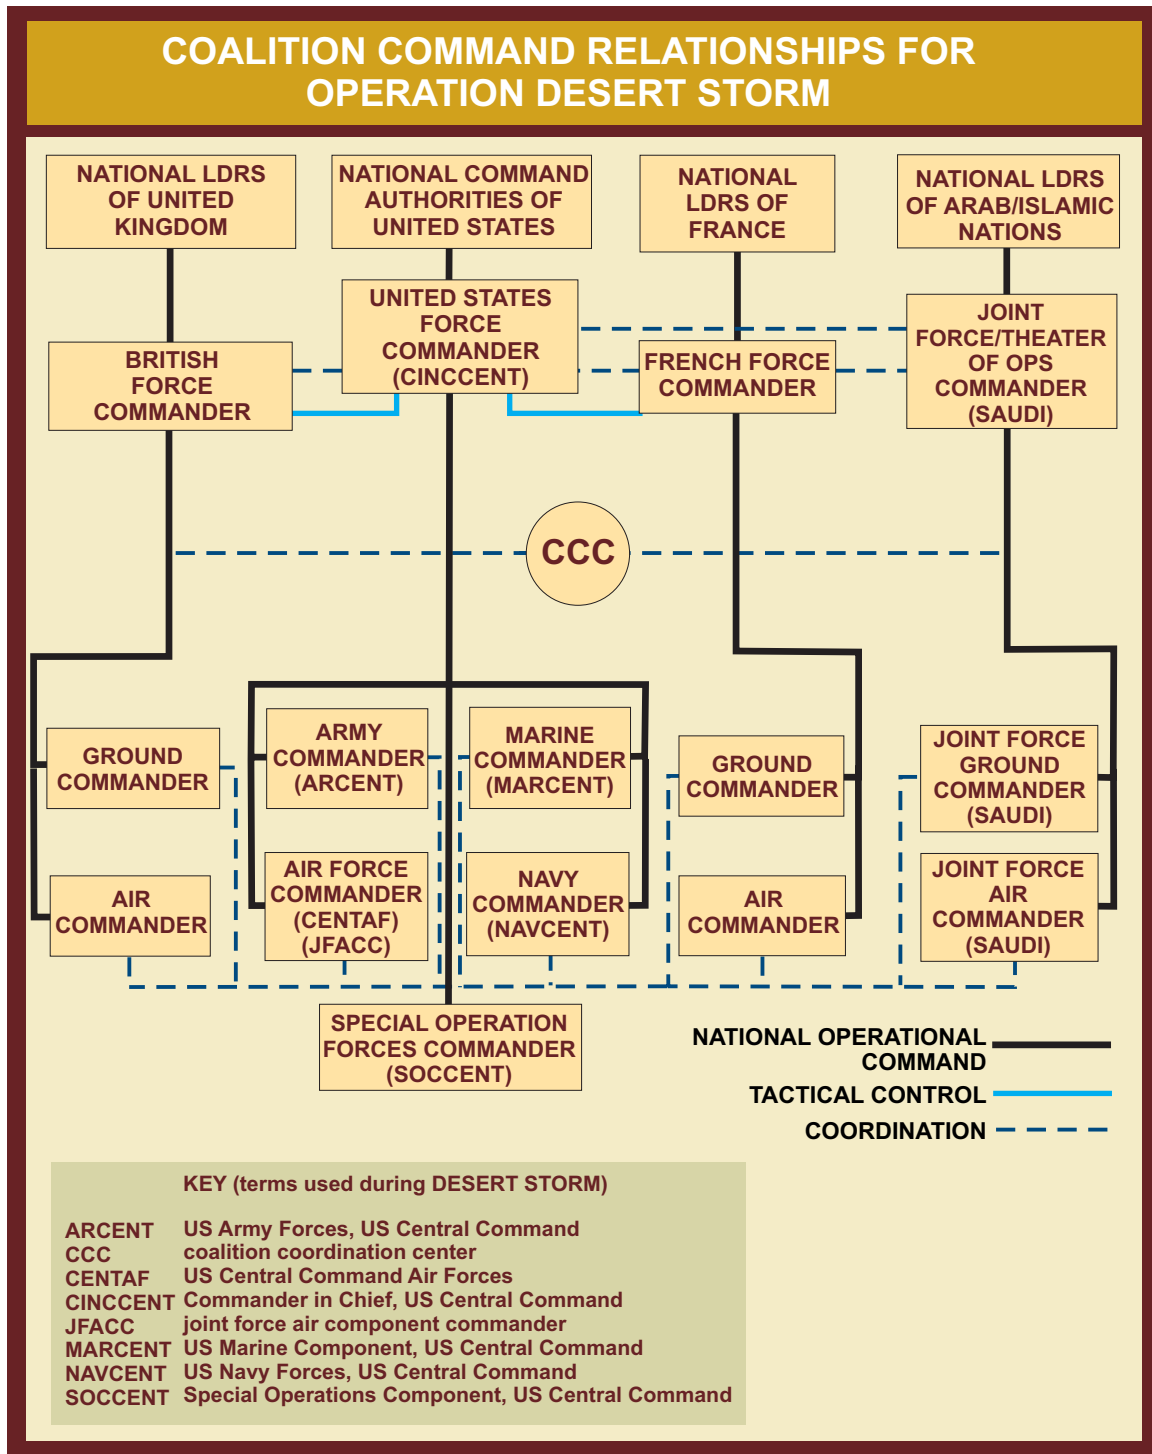 COALITION COMMAND RELATIONSHIPS FOR
OPERATION DESERT STORM
NATIONAL LDRS
OF UNITED
KINGDOM
NATIONAL COMMAND
AUTHORITIES OF
UNITED STATES
NATIONAL
LDRS OF
FRANCE
NATIONAL LDRS
OF ARAB/ISLAMIC
NATIONS
BRITISH
FORCE
COMMANDER
UNITED STATES
FORCE
COMMANDER
(CINCCENT)
FRENCH FORCE
COMMANDER
JOINT
FORCE/THEATER
OF OPS
COMMANDER
(SAUDI)
CCC
GROUND
COMMANDER
ARMY
COMMANDER
(ARCENT)
MARINE
COMMANDER
(MARCENT)
GROUND
COMMANDER
JOINT FORCE
GROUND
COMMANDER
(SAUDI)
AIR
COMMANDER
AIR FORCE
COMMANDER
(CENTAF)
(JFACC)
NAVY
COMMANDER
(NAVCENT)
AIR
COMMANDER
JOINT FORCE
AIR
COMMANDER
(SAUDI)
SPECIAL OPERATION
FORCES COMMANDER
(SOCCENT)
NATIONAL OPERATIONAL
COMMAND
TACTICAL CONTROL
COORDINATION
KEY (terms used during DESERT STORM)
ARCENT US Army Forces, US Central Command
CCC coalition coordination center
CENTAF US Central Command Air Forces
CINCCENT Commander in Chief, US Central Command
JFACC joint force air component commander
MARCENT US Marine Component, US Central Command
NAVCENT US Navy Forces, US Central Command
SOCCENT Special Operations Component, US Central Command